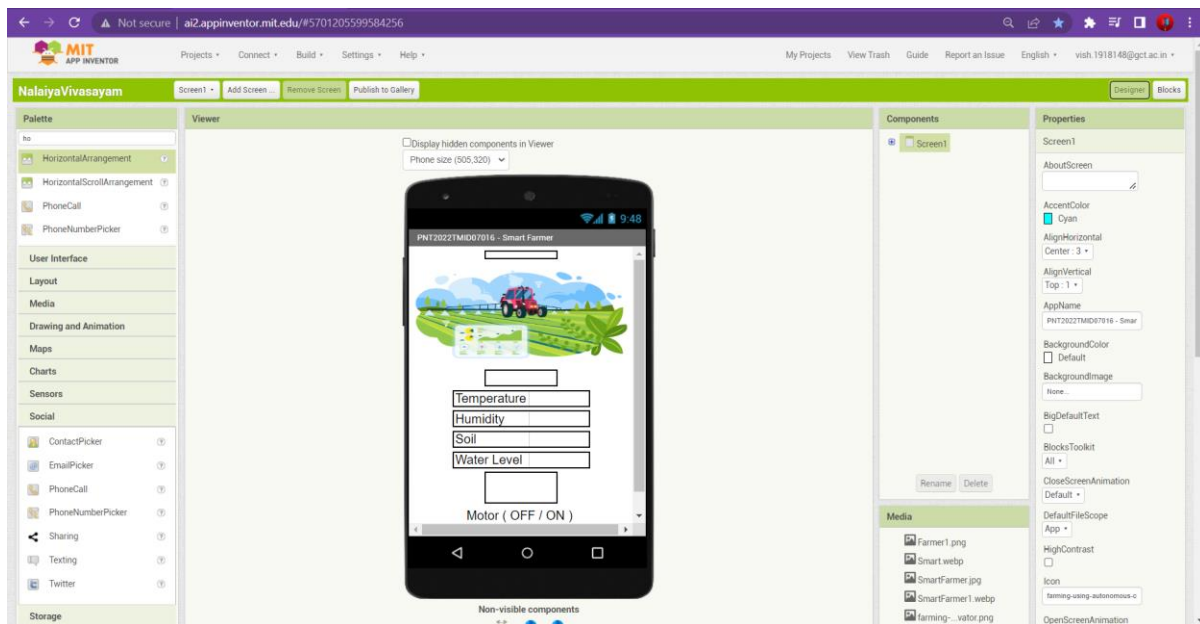 Not secure | ai2.appinventor.mit.edu/#5701205599584256
MIT
APP INVENTOR
Projects Connect Build Settings Help
My Projects View Trash Guide Report an Issue English vish.1918148@gct.ac.in
NalaiyaVivasayam
Screen1 Add Screen ... Remove Screen Publish to Gallery
Designer Blocks
Palette
ho
HorizontalArrangement
HorizontalScrollArrangement
PhoneCall
PhoneNumberPicker
User Interface
Layout
Media
Drawing and Animation
Maps
Charts
Sensors
Social
ContactPicker
EmailPicker
PhoneCall
PhoneNumberPicker
Sharing
Texting
Twitter
Storage
Viewer
Display hidden components in Viewer
Phone size (505,320)
9:48
PNT2022TMID07016 - Smart Farmer
Temperature
Humidity
Soil
Water Level
Motor ( OFF / ON )
Non-visible components
Components
Screen1
Rename Delete
Media
Farmer1.png
Smart.webp
SmartFarmer.jpg
SmartFarmer1.webp
farming-...vator.png
Properties
Screen1
AboutScreen
AccentColor
Cyan
AlignHorizontal
Center : 3
AlignVertical
Top : 1
AppName
PNT2022TMID07016 - Smar
BackgroundColor
Default
BackgroundImage
None...
BigDefaultText
BlocksToolkit
All
CloseScreenAnimation
Default
DefaultFileScope
App
HighContrast
Icon
farming-using-autonomous-c
OpenScreenAnimation